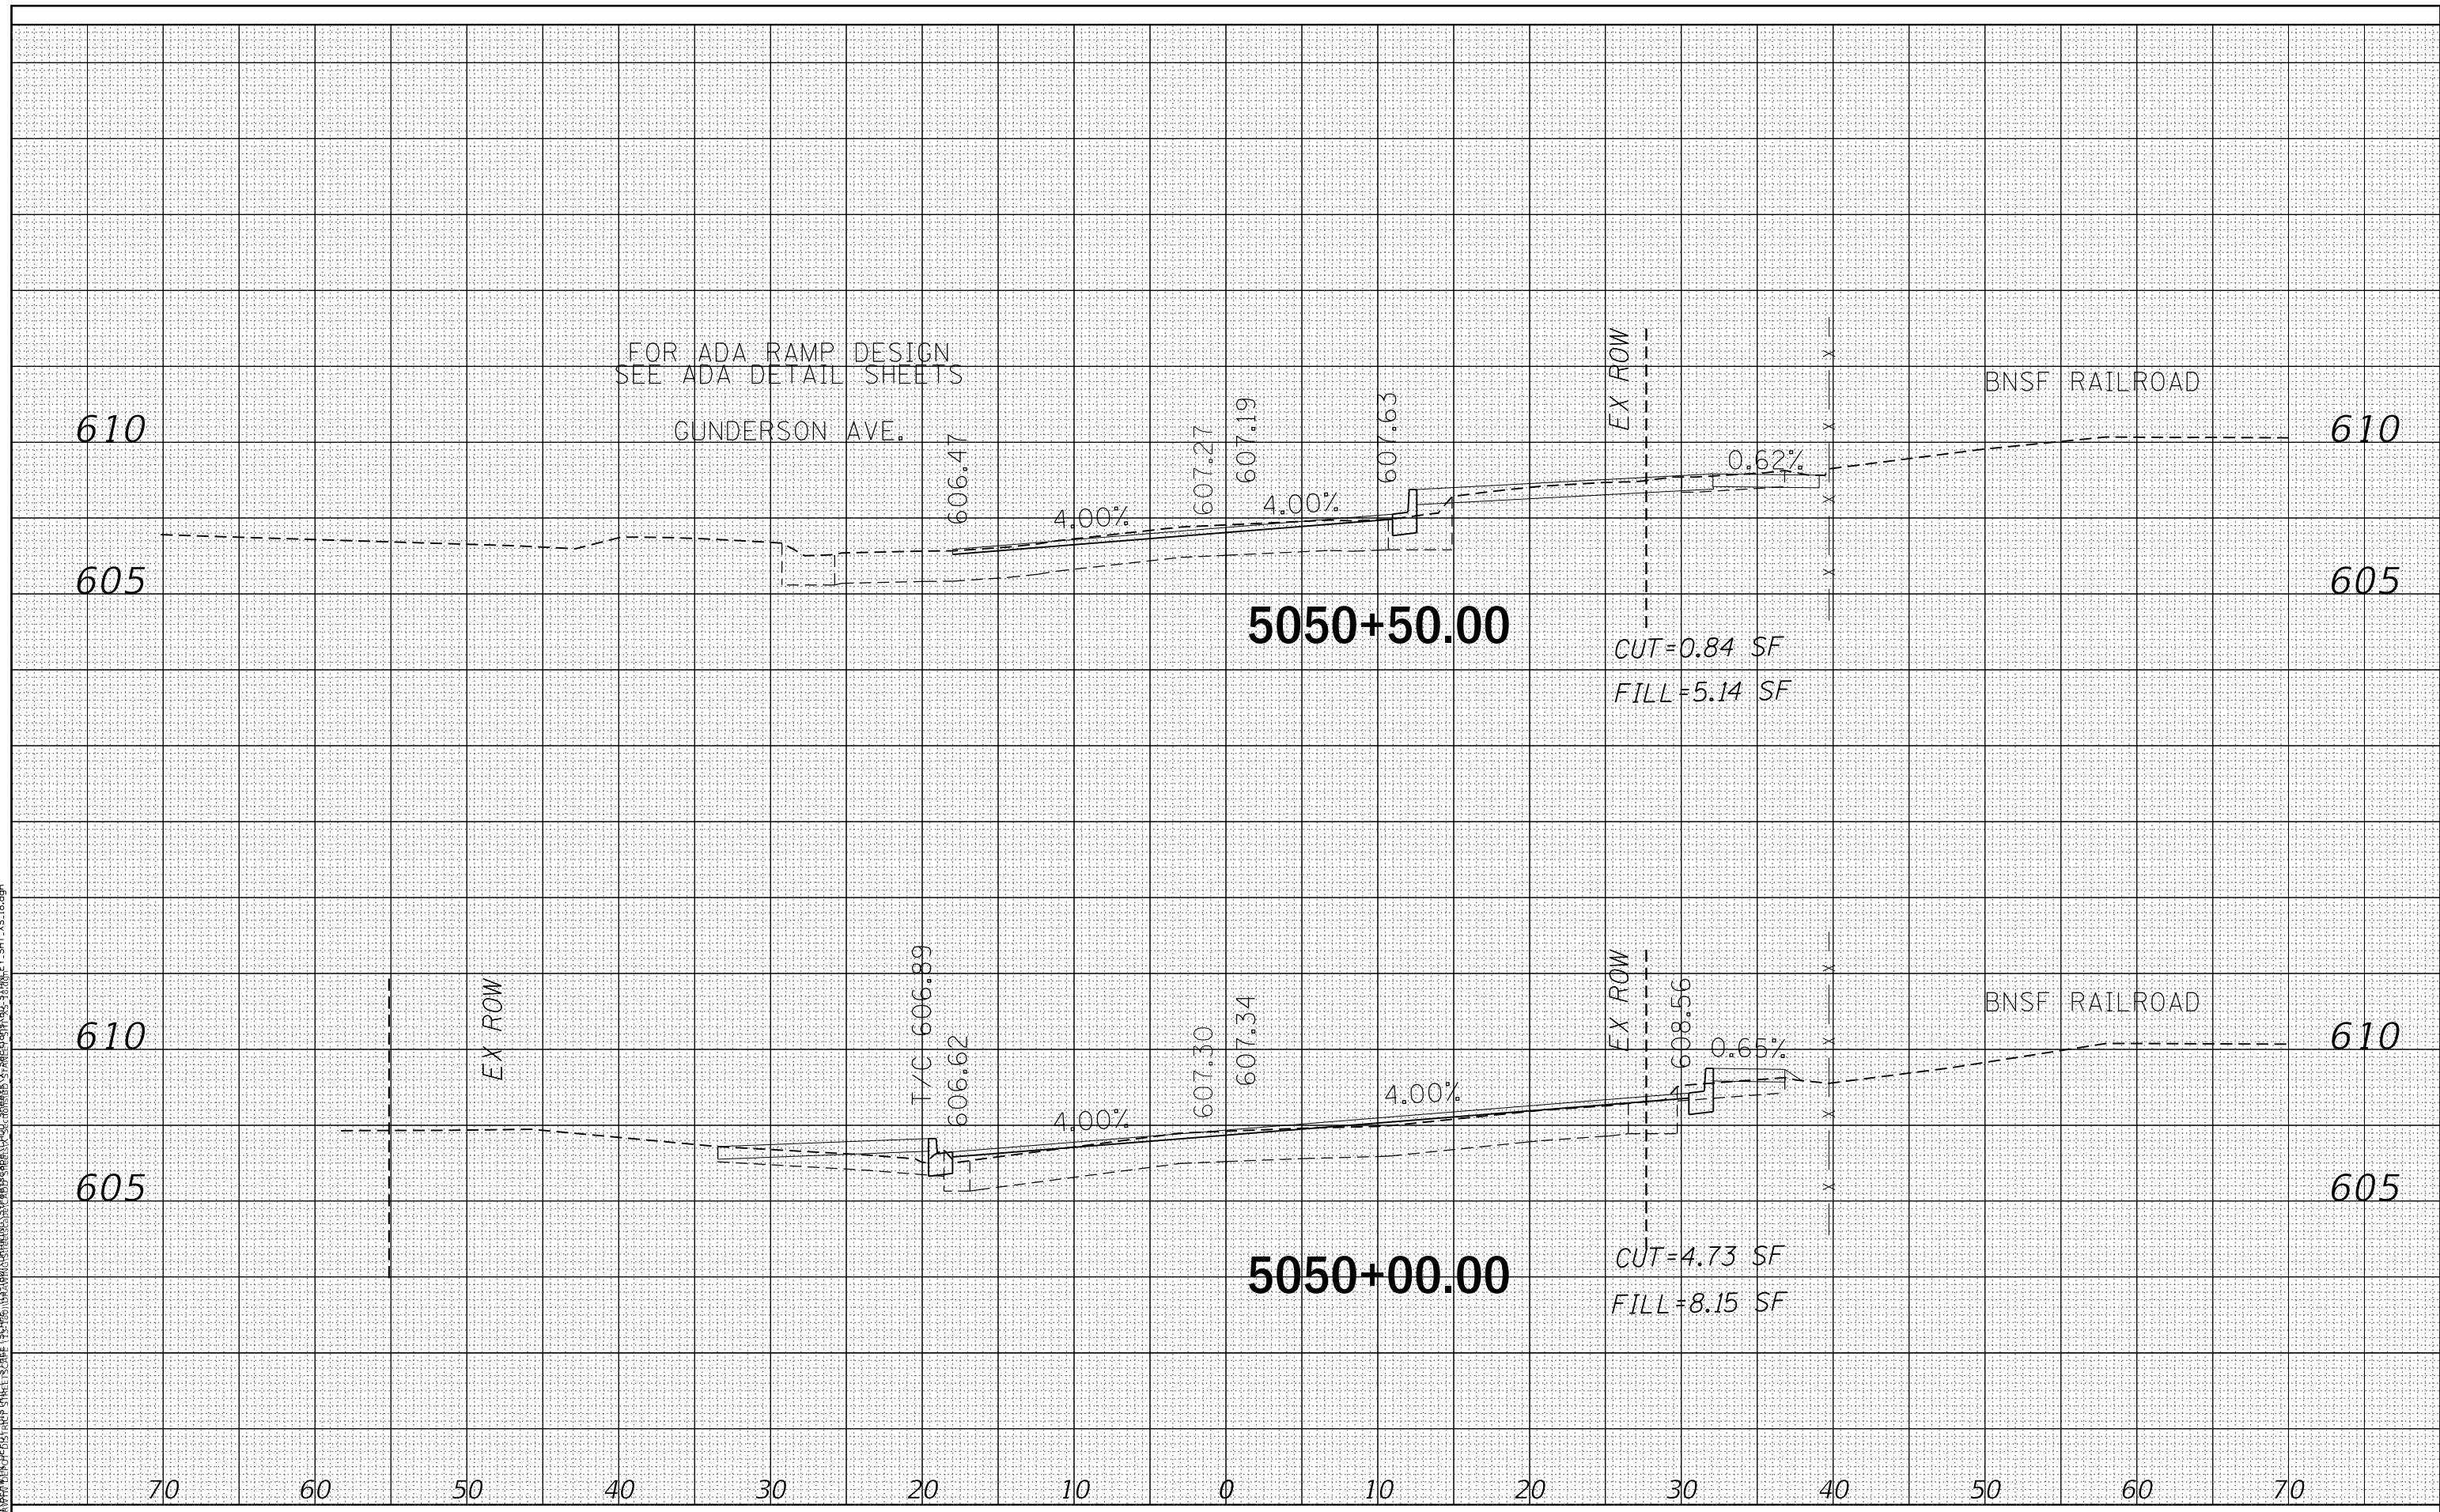 FOR ADA RAMP DESIGN
SEE ADA DETAIL SHEETS
GUNDERSON AVE.
606.47
4.00%
607.27
607.19
4.00%
607.63
EX ROW
0.62%
BNSF RAILROAD
610
610
605
605
5050+50.00
CUT=0.84 SF
FILL=5.14 SF
EX ROW
T/C 606.89
606.62
4.00%
607.30
607.34
4.00%
EX ROW
608.56
0.65%
BNSF RAILROAD
610
610
605
605
5050+00.00
CUT=4.73 SF
FILL=8.15 SF
70 60 50 40 30 20 10 0 10 20 30 40 50 60 70